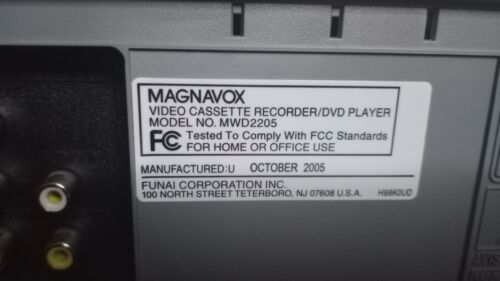 MAGNAVOX
VIDEO CASSETTE RECORDER/DVD PLAYER
MODEL NO. MWD2205
FC Tested To Comply With FCC Standards
FOR HOME OR OFFICE USE
MANUFACTURED:U OCTOBER 2005
FUNAI CORPORATION INC.
100 NORTH STREET TETERBORO, NJ 07608 U.S.A. H98K0UD